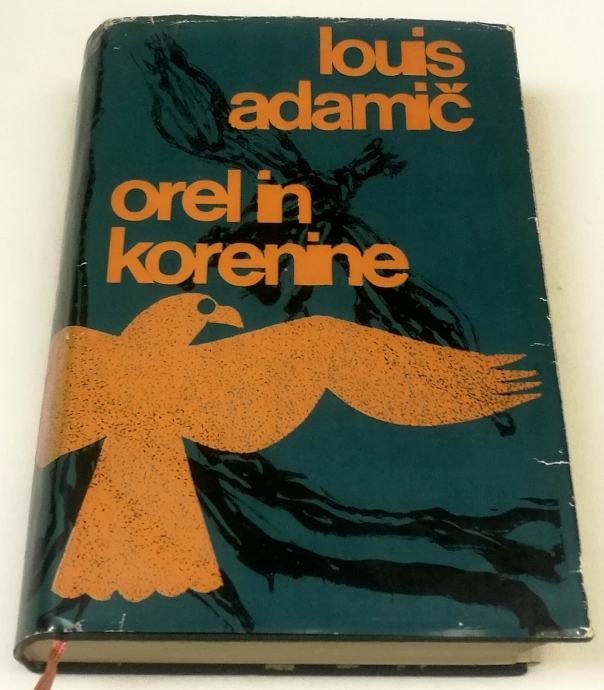 louis
adamič
orel in
korenine